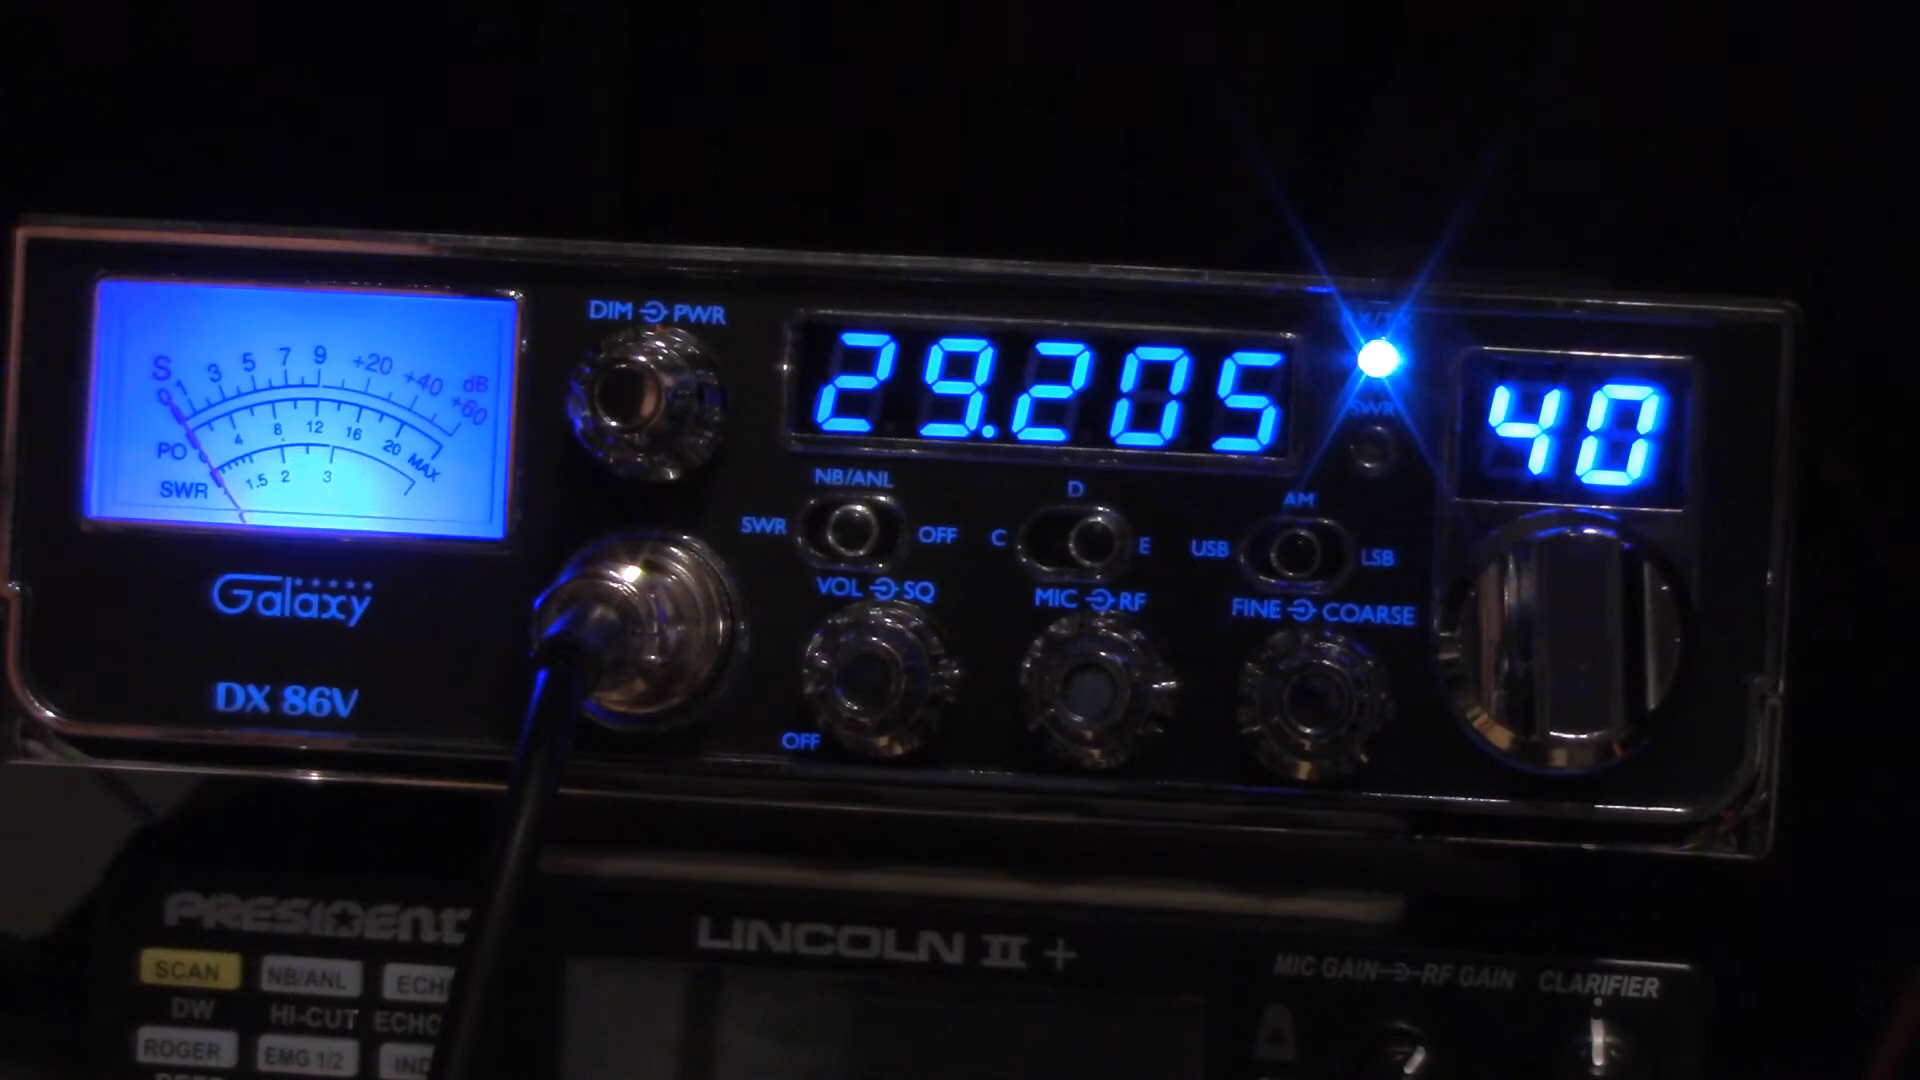 DIM PWR
29.205
RX/TX
40
S 1 3 5 7 9 +20 +40 +60 dB
0
PO 4 8 12 16 20 MAX
SWR 1.5 2 3
SWR
NB/ANL
SWR OFF
D
C E
AM
USB LSB
Galaxy
DX 86V
VOL SQ
OFF
MIC RF
FINE COARSE
PRESIDENT
LINCOLN II +
SCAN NB/ANL
DW HI-CUT ECHO
ROGER EMG 1/2
MIC GAIN RF GAIN CLARIFIER